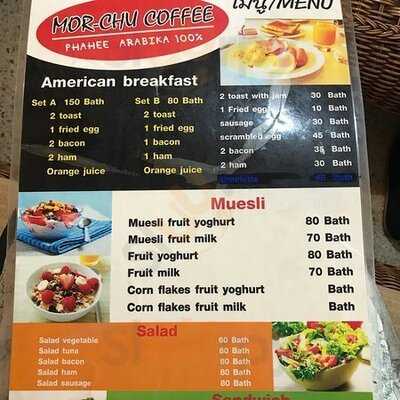 MOR-CHU COFFEE
PHAHEE ARABIKA 100%
เมนู/MENU
American breakfast
Set A 150 Bath
2 toast
1 fried egg
2 bacon
2 ham
Orange juice
Set B 80 Bath
2 toast
1 fried egg
1 bacon
1 ham
Orange juice
2 toast with jam 30 Bath
1 Fried egg 10 Bath
sausage 30 Bath
scrambled egg 45 Bath
2 bacon 35 Bath
2 ham 30 Bath
Omelette 45 Bath
Muesli
Muesli fruit yoghurt 80 Bath
Muesli fruit milk 70 Bath
Fruit yoghurt 80 Bath
Fruit milk 70 Bath
Corn flakes fruit yoghurt Bath
Corn flakes fruit milk Bath
Salad
Salad vegetable 60 Bath
Salad tuna 80 Bath
Salad bacon 80 Bath
Salad ham 80 Bath
Salad sausage 80 Bath
Sandwich